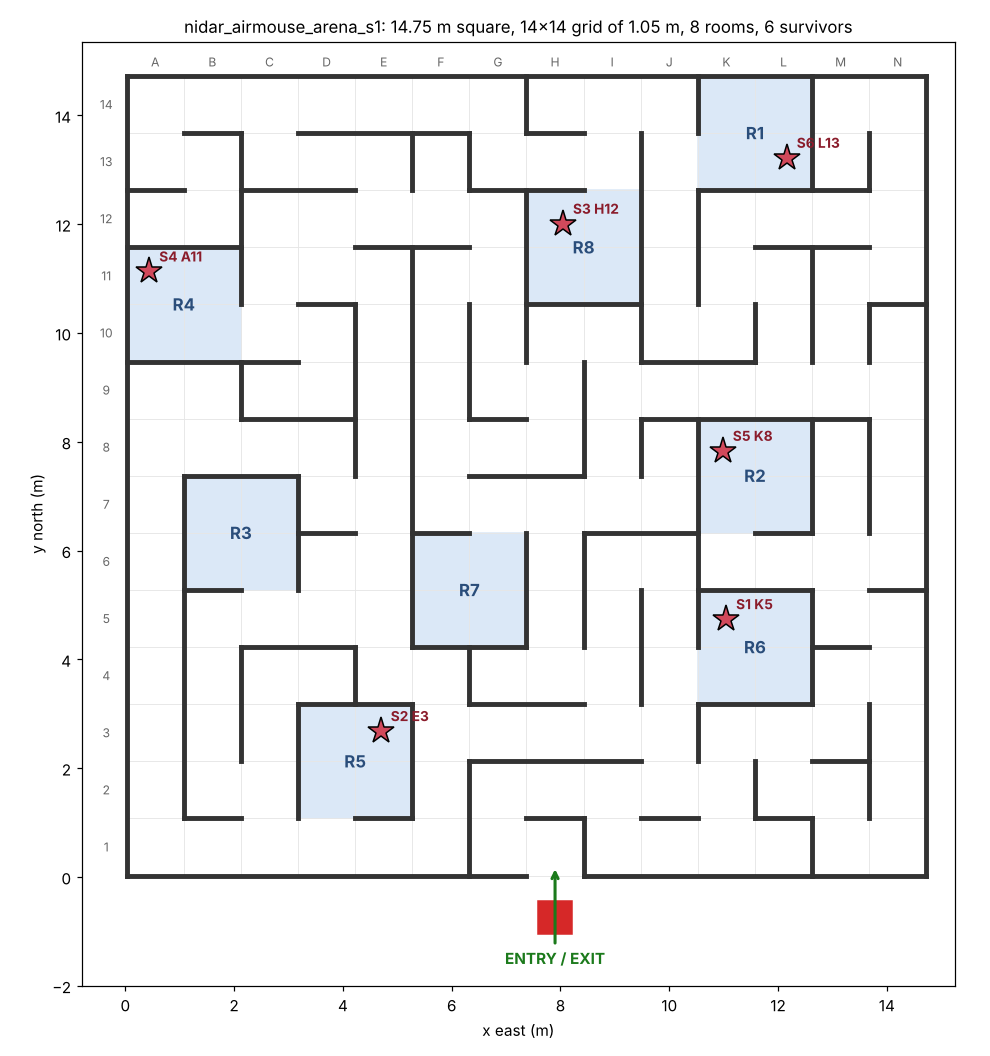 nidar_airmouse_arena_s1: 14.75 m square, 14×14 grid of 1.05 m, 8 rooms, 6 survivors
A B C D E F G H I J K L M N
14
13
12
11
10
9
8
7
6
5
4
3
2
1
R1
S6 L13
S3 H12
R8
S4 A11
R4
S5 K8
R2
R3
R7
S1 K5
R6
S2 E3
R5
ENTRY / EXIT
14
12
10
8
6
4
2
0
−2
y north (m)
0 2 4 6 8 10 12 14
x east (m)